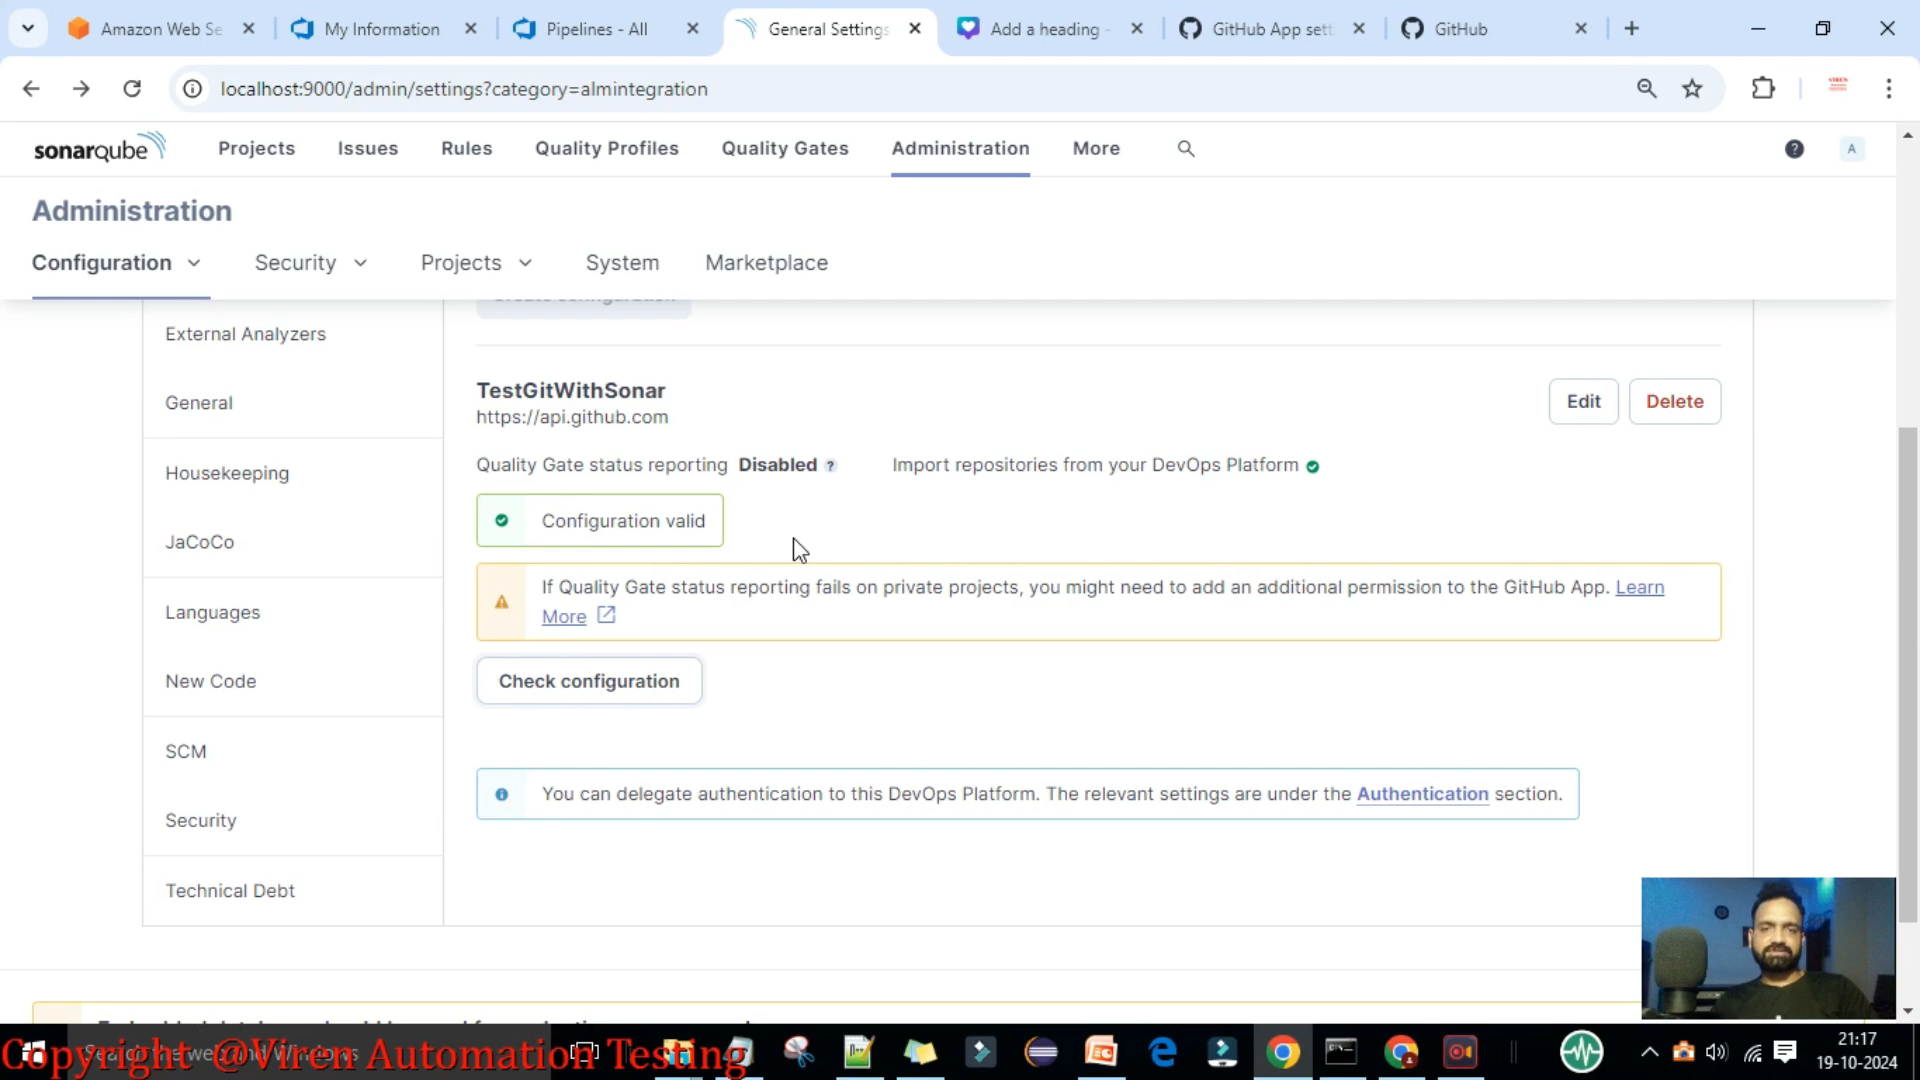 Amazon Web Se
My Information
Pipelines - All
General Settings
Add a heading -
GitHub App sett
GitHub
localhost:9000/admin/settings?category=almintegration
sonarqube
Projects
Issues
Rules
Quality Profiles
Quality Gates
Administration
More
A
Administration
Configuration
Security
Projects
System
Marketplace
External Analyzers
General
Housekeeping
JaCoCo
Languages
New Code
SCM
Security
Technical Debt
TestGitWithSonar
https://api.github.com
Edit
Delete
Quality Gate status reporting Disabled ?
Import repositories from your DevOps Platform
Configuration valid
If Quality Gate status reporting fails on private projects, you might need to add an additional permission to the GitHub App. Learn
More
Check configuration
You can delegate authentication to this DevOps Platform. The relevant settings are under the Authentication section.
Copyright @Viren Automation Testing
Search the web and Windows
21:17
19-10-2024